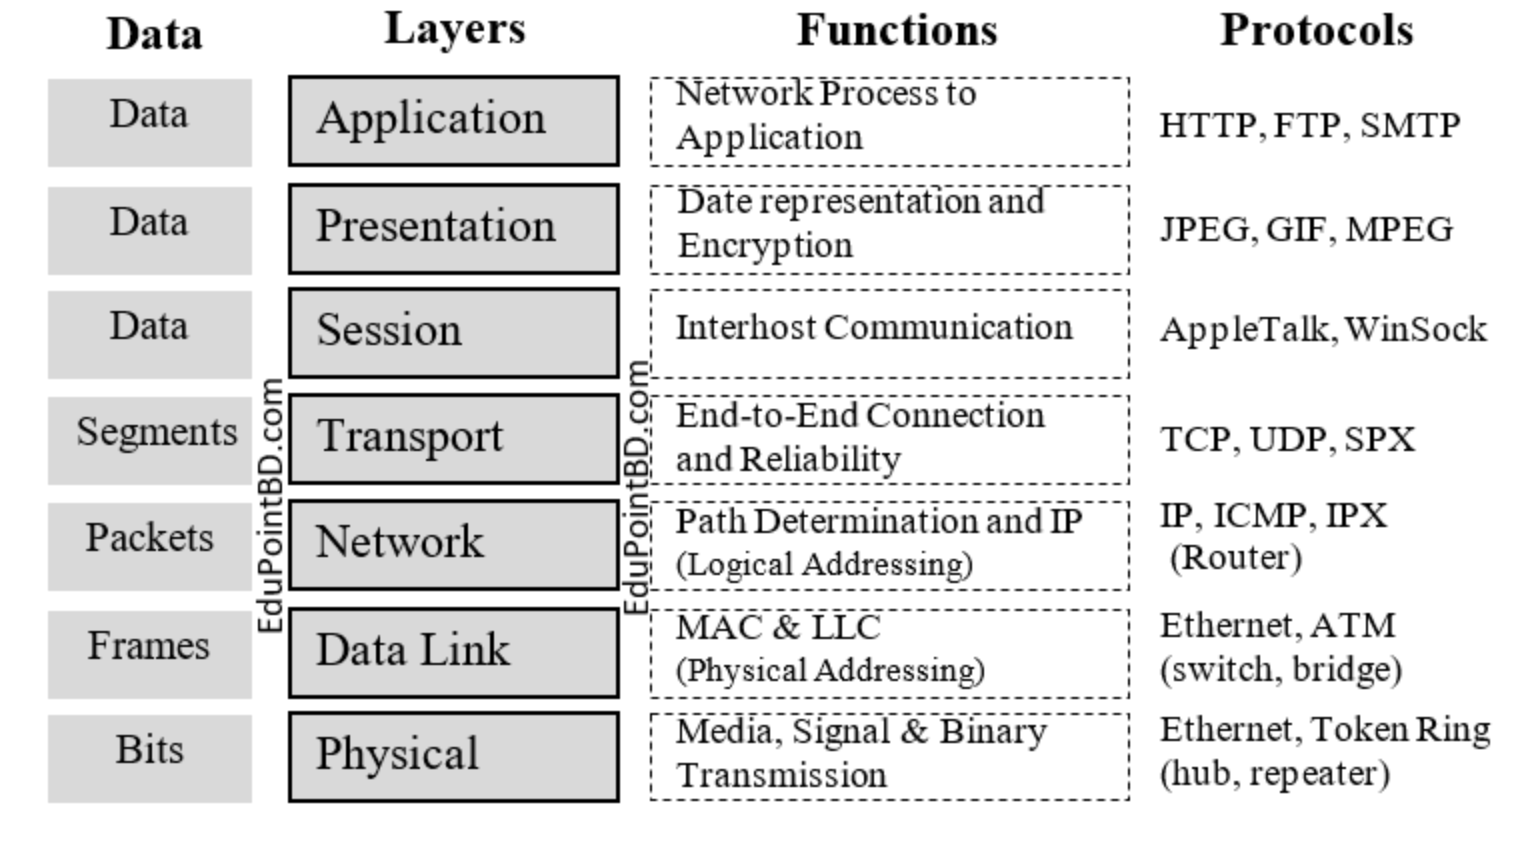 Data Layers Functions Protocols
Data
Application
Network Process to
Application
HTTP, FTP, SMTP
Data
Presentation
Date representation and
Encryption
JPEG, GIF, MPEG
Data
Session
Interhost Communication
AppleTalk, WinSock
Segments
Transport
End-to-End Connection
and Reliability
TCP, UDP, SPX
Packets
Network
Path Determination and IP
(Logical Addressing)
IP, ICMP, IPX
(Router)
Frames
Data Link
MAC & LLC
(Physical Addressing)
Ethernet, ATM
(switch, bridge)
Bits
Physical
Media, Signal & Binary
Transmission
Ethernet, Token Ring
(hub, repeater)
EduPointBD.com
EduPointBD.com